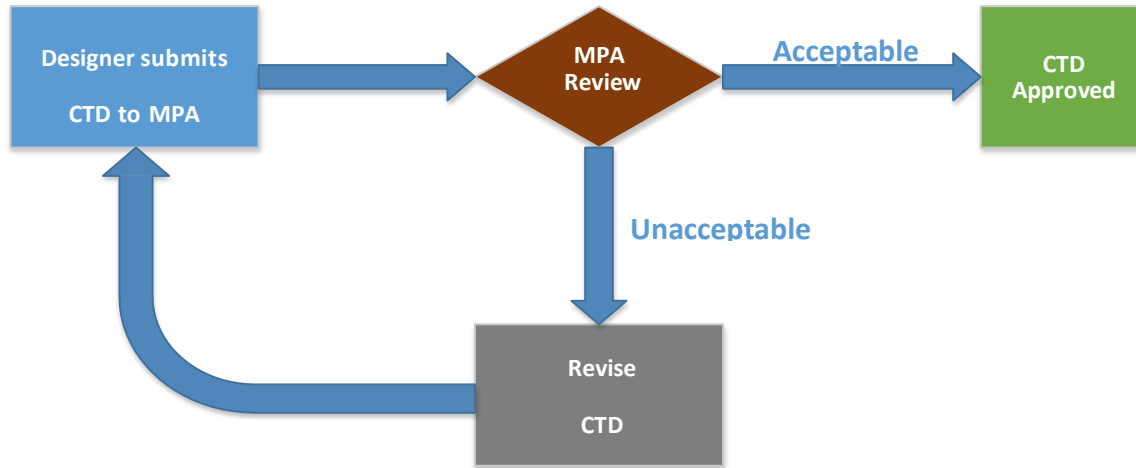 Designer submits
CTD to MPA
MPA
Review
Acceptable
CTD
Approved
Unacceptable
Revise
CTD